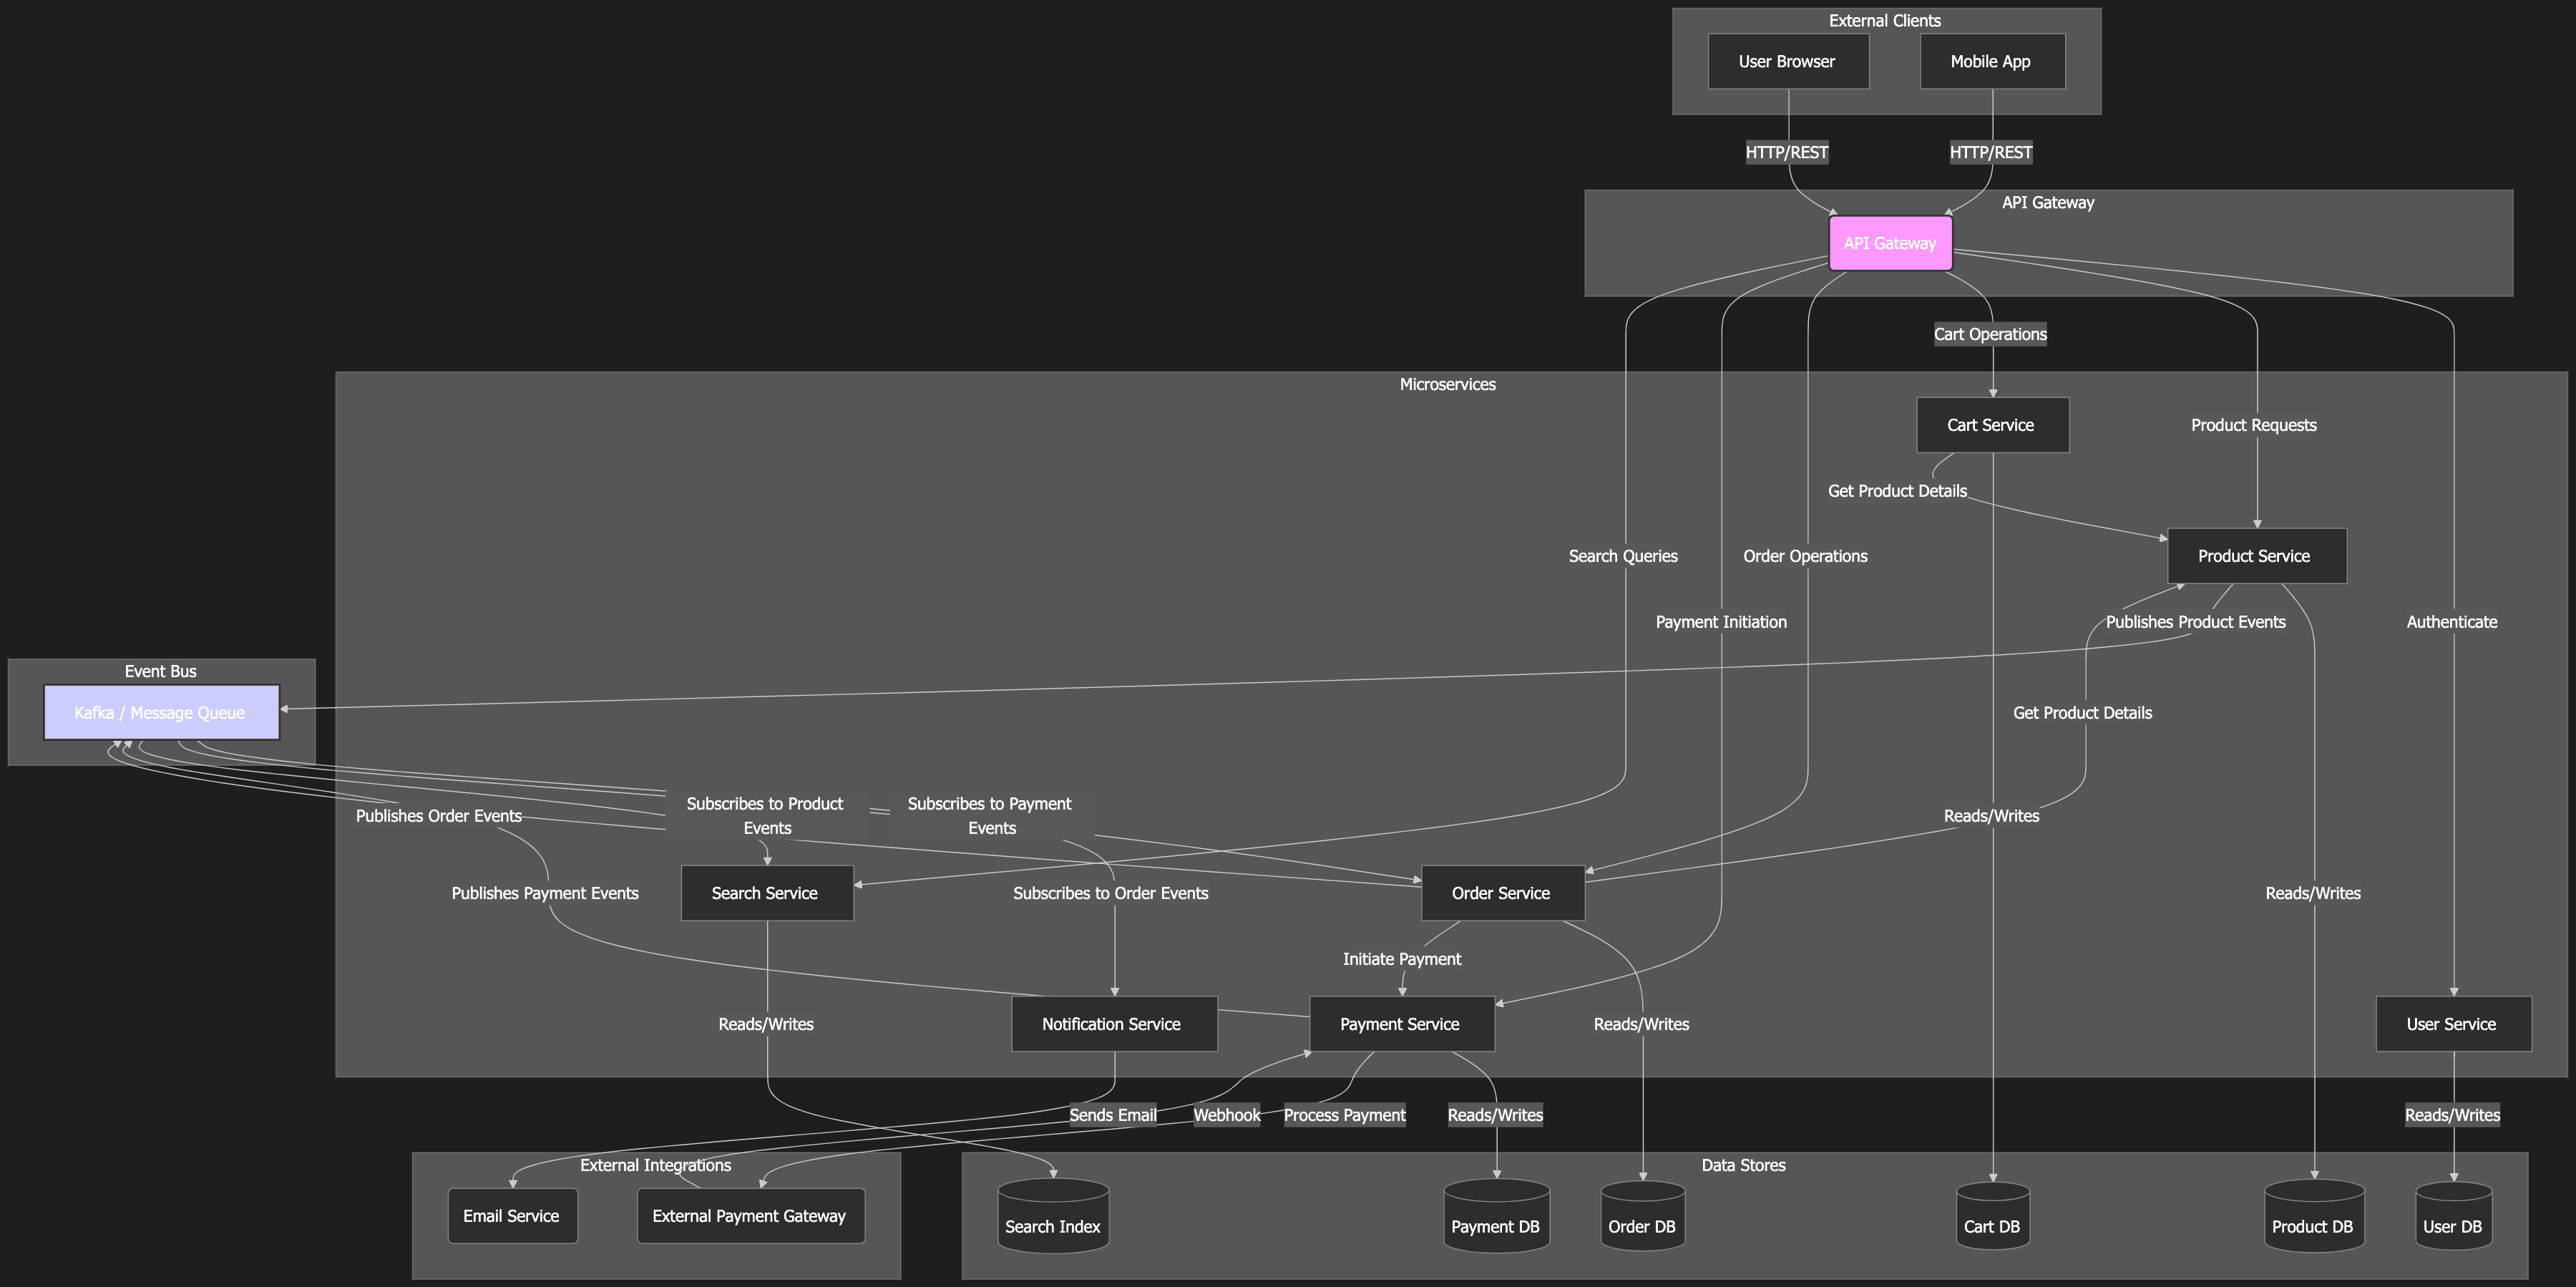 External Clients
User Browser
Mobile App
HTTP/REST
HTTP/REST
API Gateway
API Gateway
Cart Operations
Microservices
Cart Service
Product Requests
Get Product Details
Search Queries
Order Operations
Product Service
Payment Initiation
Publishes Product Events
Authenticate
Event Bus
Kafka / Message Queue
Get Product Details
Publishes Order Events
Subscribes to Product
Events
Subscribes to Payment
Events
Reads/Writes
Publishes Payment Events
Search Service
Subscribes to Order Events
Order Service
Reads/Writes
Initiate Payment
Reads/Writes
Notification Service
Payment Service
Reads/Writes
User Service
Sends Email
Webhook
Process Payment
Reads/Writes
Reads/Writes
External Integrations
Data Stores
Email Service
External Payment Gateway
Search Index
Payment DB
Order DB
Cart DB
Product DB
User DB